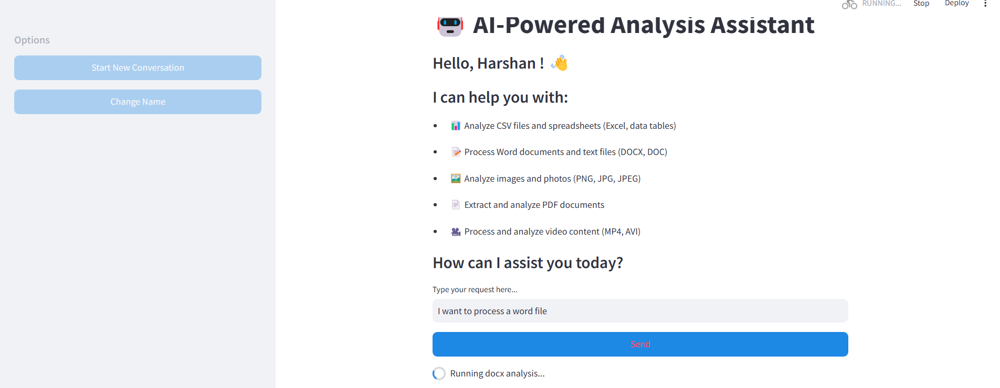 RUNNING... Stop Deploy
Options
Start New Conversation
Change Name
AI-Powered Analysis Assistant
Hello, Harshan ! 👋
I can help you with:
• 📊 Analyze CSV files and spreadsheets (Excel, data tables)
• 📝 Process Word documents and text files (DOCX, DOC)
• 🖼️ Analyze images and photos (PNG, JPG, JPEG)
• 📄 Extract and analyze PDF documents
• 🎥 Process and analyze video content (MP4, AVI)
How can I assist you today?
Type your request here...
I want to process a word file
Send
Running docx analysis...